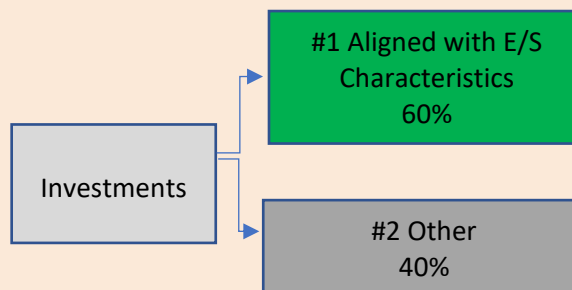 #1 Aligned with E/S
Characteristics
60%
Investments
#2 Other
40%